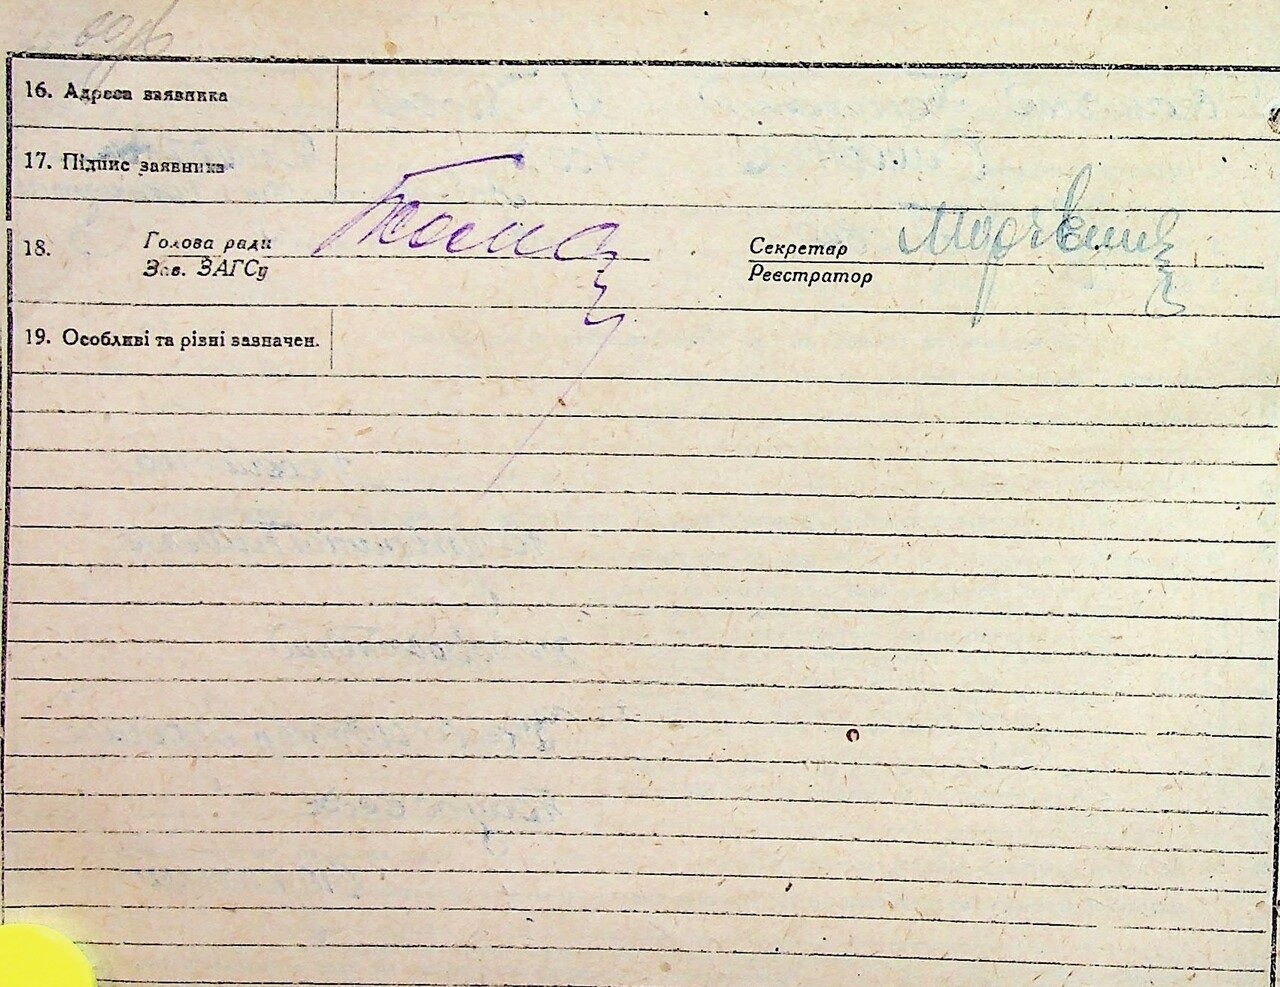 16. Адреса заявника
17. Підпис заявника
18. Голова ради
Зав. ЗАГСу
Секретар
Реєстратор
19. Особливі та різні зазначен.